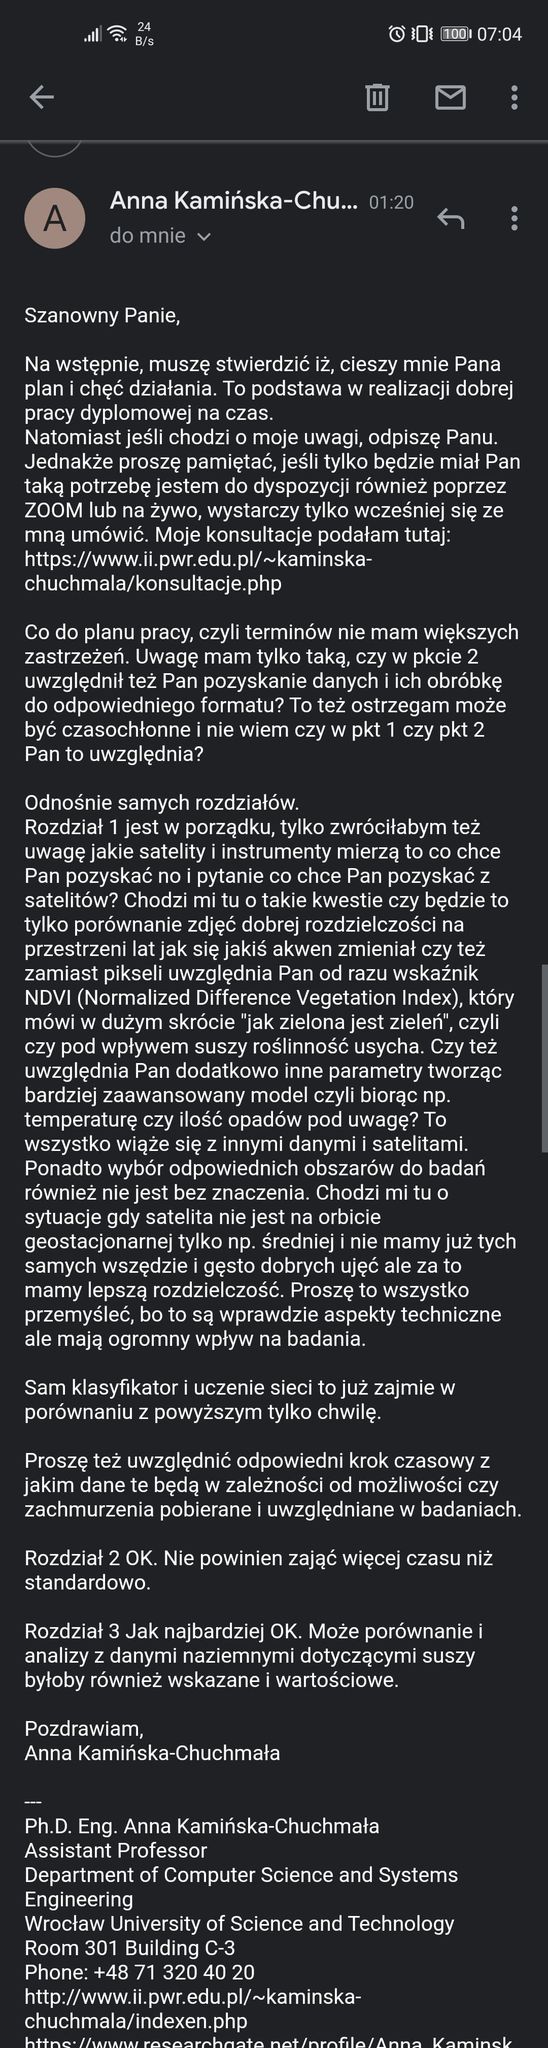 24
B/s
100
07:04
A
Anna Kamińska-Chu... 01:20
do mnie
Szanowny Panie,
Na wstępnie, muszę stwierdzić iż, cieszy mnie Pana
plan i chęć działania. To podstawa w realizacji dobrej
pracy dyplomowej na czas.
Natomiast jeśli chodzi o moje uwagi, odpiszę Panu.
Jednakże proszę pamiętać, jeśli tylko będzie miał Pan
taką potrzebę jestem do dyspozycji również poprzez
ZOOM lub na żywo, wystarczy tylko wcześniej się ze
mną umówić. Moje konsultacje podałam tutaj:
https://www.ii.pwr.edu.pl/~kaminska-
chuchmala/konsultacje.php
Co do planu pracy, czyli terminów nie mam większych
zastrzeżeń. Uwagę mam tylko taką, czy w pkcie 2
uwzględnił też Pan pozyskanie danych i ich obróbkę
do odpowiedniego formatu? To też ostrzegam może
być czasochłonne i nie wiem czy w pkt 1 czy pkt 2
Pan to uwzględnia?
Odnośnie samych rozdziałów.
Rozdział 1 jest w porządku, tylko zwróciłabym też
uwagę jakie satelity i instrumenty mierzą to co chce
Pan pozyskać no i pytanie co chce Pan pozyskać z
satelitów? Chodzi mi tu o takie kwestie czy będzie to
tylko porównanie zdjęć dobrej rozdzielczości na
przestrzeni lat jak się jakiś akwen zmieniał czy też
zamiast pikseli uwzględnia Pan od razu wskaźnik
NDVI (Normalized Difference Vegetation Index), który
mówi w dużym skrócie "jak zielona jest zieleń", czyli
czy pod wpływem suszy roślinność usycha. Czy też
uwzględnia Pan dodatkowo inne parametry tworząc
bardziej zaawansowany model czyli biorąc np.
temperaturę czy ilość opadów pod uwagę? To
wszystko wiąże się z innymi danymi i satelitami.
Ponadto wybór odpowiednich obszarów do badań
również nie jest bez znaczenia. Chodzi mi tu o
sytuacje gdy satelita nie jest na orbicie
geostacjonarnej tylko np. średniej i nie mamy już tych
samych wszędzie i gęsto dobrych ujęć ale za to
mamy lepszą rozdzielczość. Proszę to wszystko
przemyśleć, bo to są wprawdzie aspekty techniczne
ale mają ogromny wpływ na badania.
Sam klasyfikator i uczenie sieci to już zajmie w
porównaniu z powyższym tylko chwilę.
Proszę też uwzględnić odpowiedni krok czasowy z
jakim dane te będą w zależności od możliwości czy
zachmurzenia pobierane i uwzględniane w badaniach.
Rozdział 2 OK. Nie powinien zająć więcej czasu niż
standardowo.
Rozdział 3 Jak najbardziej OK. Może porównanie i
analizy z danymi naziemnymi dotyczącymi suszy
byłoby również wskazane i wartościowe.
Pozdrawiam,
Anna Kamińska-Chuchmała
---
Ph.D. Eng. Anna Kamińska-Chuchmała
Assistant Professor
Department of Computer Science and Systems
Engineering
Wrocław University of Science and Technology
Room 301 Building C-3
Phone: +48 71 320 40 20
http://www.ii.pwr.edu.pl/~kaminska-
chuchmala/indexen.php
https://www.researchgate.net/profile/Anna_Kaminsk